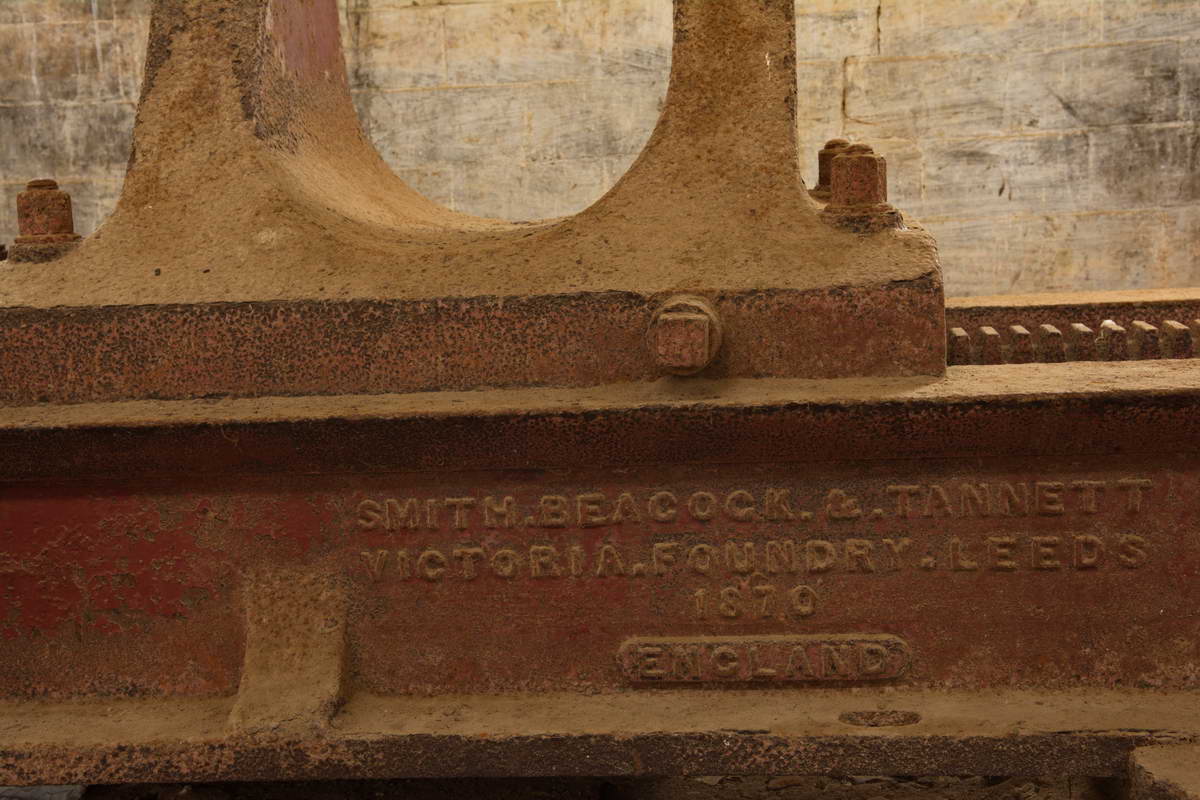 SMITH.BEACOCK.&.TANNETT
VICTORIA.FOUNDRY.LEEDS
1870
ENGLAND